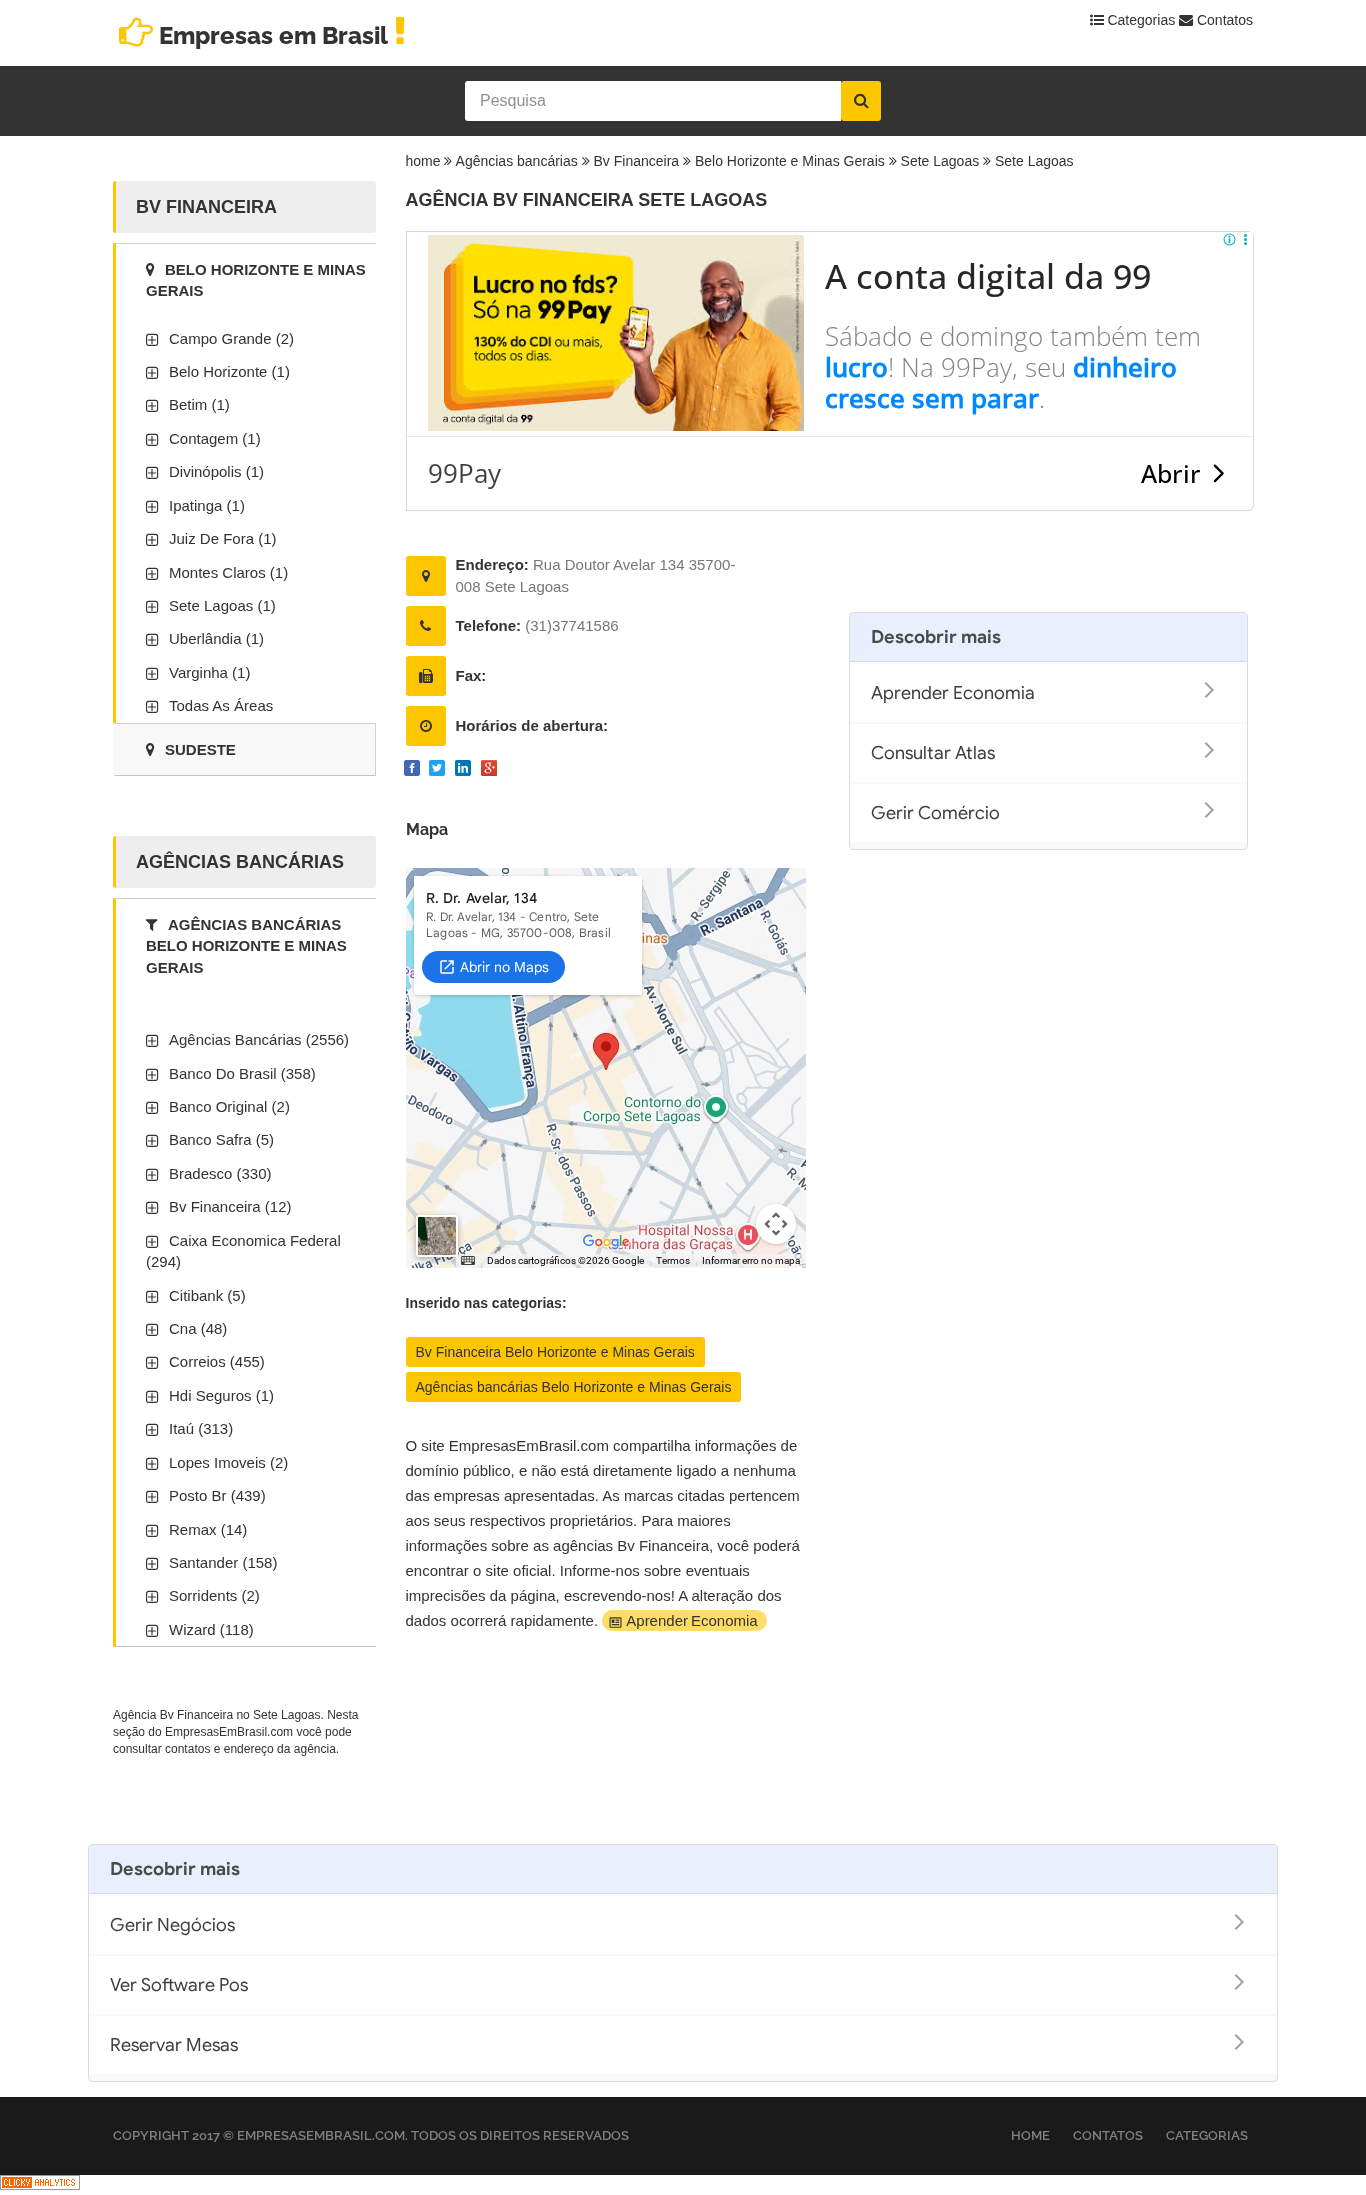 Empresas em Brasil !
Categorias Contatos
Pesquisa
home » Agências bancárias » Bv Financeira » Belo Horizonte e Minas Gerais » Sete Lagoas » Sete Lagoas
AGÊNCIA BV FINANCEIRA SETE LAGOAS
BV FINANCEIRA
BELO HORIZONTE E MINAS
GERAIS
Campo Grande (2)
Belo Horizonte (1)
Betim (1)
Contagem (1)
Divinópolis (1)
Ipatinga (1)
Juiz De Fora (1)
Montes Claros (1)
Sete Lagoas (1)
Uberlândia (1)
Varginha (1)
Todas As Áreas
SUDESTE
AGÊNCIAS BANCÁRIAS
AGÊNCIAS BANCÁRIAS
BELO HORIZONTE E MINAS
GERAIS
Agências Bancárias (2556)
Banco Do Brasil (358)
Banco Original (2)
Banco Safra (5)
Bradesco (330)
Bv Financeira (12)
Caixa Economica Federal
(294)
Citibank (5)
Cna (48)
Correios (455)
Hdi Seguros (1)
Itaú (313)
Lopes Imoveis (2)
Posto Br (439)
Remax (14)
Santander (158)
Sorridents (2)
Wizard (118)
Agência Bv Financeira no Sete Lagoas. Nesta
seção do EmpresasEmBrasil.com você pode
consultar contatos e endereço da agência.
Lucro no fds?
Só na 99Pay
130% do CDI ou mais,
todos os dias.
a conta digital da 99
A conta digital da 99
Sábado e domingo também tem
lucro! Na 99Pay, seu dinheiro
cresce sem parar.
99Pay
Abrir
Endereço: Rua Doutor Avelar 134 35700-
008 Sete Lagoas
Telefone: (31)37741586
Fax:
Horários de abertura:
Descobrir mais
Aprender Economia
Consultar Atlas
Gerir Comércio
Mapa
R. Dr. Avelar, 134
R. Dr. Avelar, 134 - Centro, Sete
Lagoas - MG, 35700-008, Brasil
Abrir no Maps
R. Sergipe
R. Santana
R. Goiás
inas
Av. Norte Sul
Altino França
io Vargas
Deodoro
Contorno do
Corpo Sete Lagoas
R. Sr. dos Passos
Hospital Nossa
enhora das Graças
H
Google
Dados cartográficos ©2026 Google
Termos
Informar erro no mapa
Inserido nas categorias:
Bv Financeira Belo Horizonte e Minas Gerais
Agências bancárias Belo Horizonte e Minas Gerais
O site EmpresasEmBrasil.com compartilha informações de
domínio público, e não está diretamente ligado a nenhuma
das empresas apresentadas. As marcas citadas pertencem
aos seus respectivos proprietários. Para maiores
informações sobre as agências Bv Financeira, você poderá
encontrar o site oficial. Informe-nos sobre eventuais
imprecisões da página, escrevendo-nos! A alteração dos
dados ocorrerá rapidamente. Aprender Economia
Descobrir mais
Gerir Negócios
Ver Software Pos
Reservar Mesas
COPYRIGHT 2017 © EMPRESASEMBRASIL.COM. TODOS OS DIREITOS RESERVADOS
HOME CONTATOS CATEGORIAS
CLICKY ANALYTICS